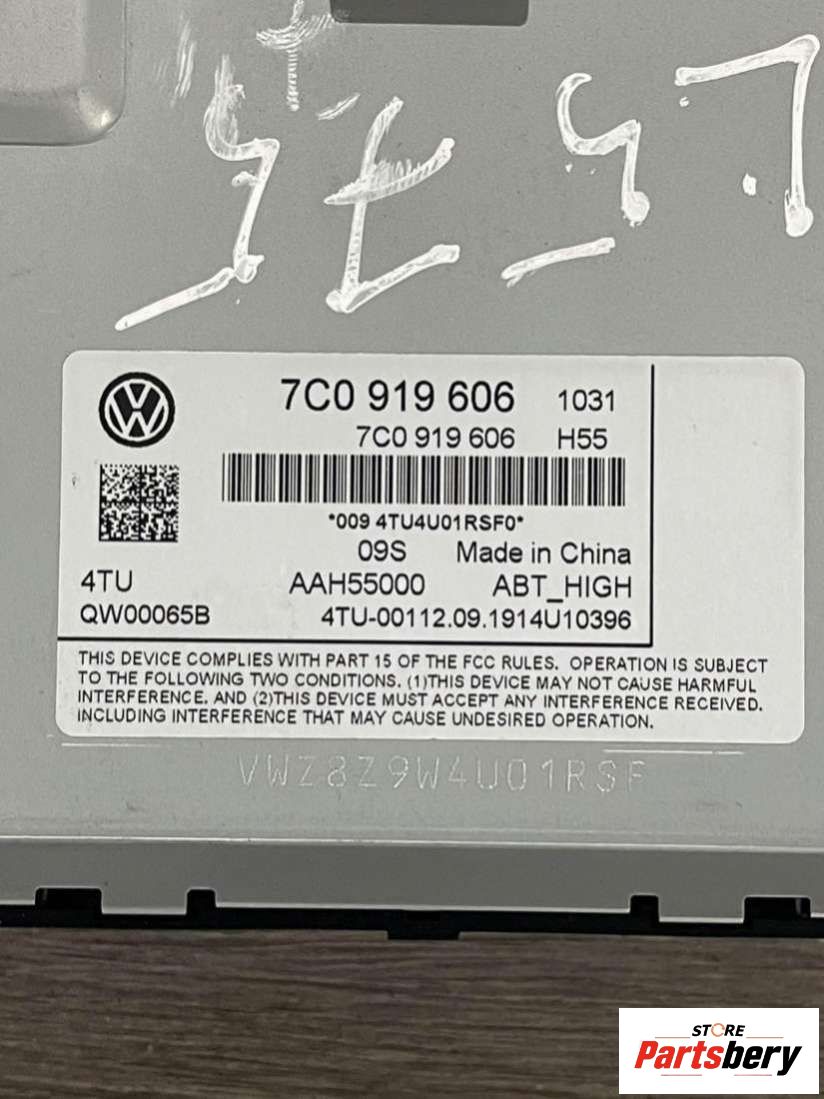 7C0 919 606 1031
7C0 919 606 H55
*009 4TU4U01RSF0*
09S Made in China
4TU AAH55000 ABT_HIGH
QW00065B 4TU-00112.09.1914U10396
THIS DEVICE COMPLIES WITH PART 15 OF THE FCC RULES. OPERATION IS SUBJECT
TO THE FOLLOWING TWO CONDITIONS. (1)THIS DEVICE MAY NOT CAUSE HARMFUL
INTERFERENCE. AND (2)THIS DEVICE MUST ACCEPT ANY INTERFERENCE RECEIVED.
INCLUDING INTERFERENCE THAT MAY CAUSE UNDESIRED OPERATION.
VWZ8Z9W4U01RSF
STORE
Partsbery